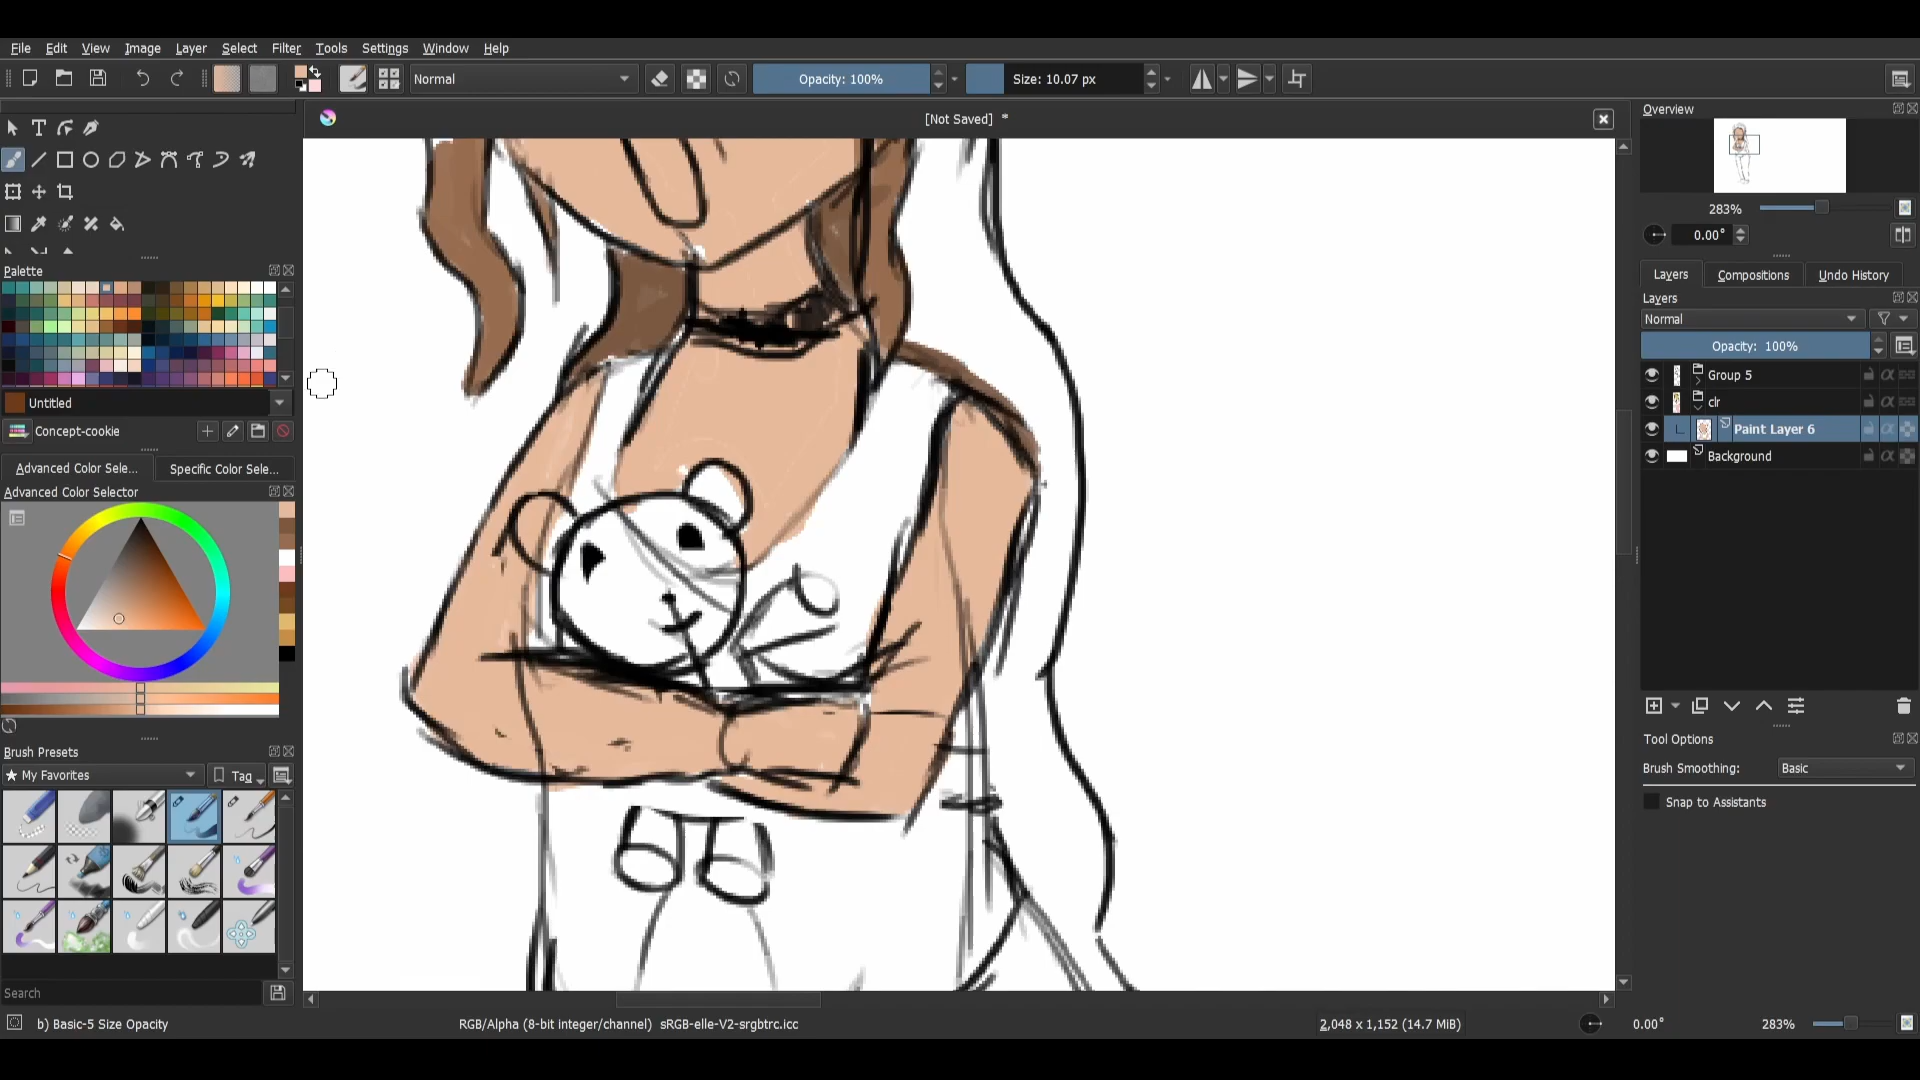 File Edit View Image Layer Select Filter Tools Settings Window Help
Normal
Opacity: 100%
Size: 10.07 px
[Not Saved] *
Overview
283%
0.00°
Palette
Untitled
Concept-cookie
Advanced Color Sele...
Specific Color Sele...
Advanced Color Selector
Brush Presets
★ My Favorites
Tag
Search
b) Basic-5 Size Opacity
RGB/Alpha (8-bit integer/channel) sRGB-elle-V2-srgbtrc.icc
2,048 x 1,152 (14.7 MiB)
0.00°
283%
Layers
Compositions
Undo History
Layers
Normal
Opacity: 100%
Group 5
clr
Paint Layer 6
Background
Tool Options
Brush Smoothing:
Basic
Snap to Assistants